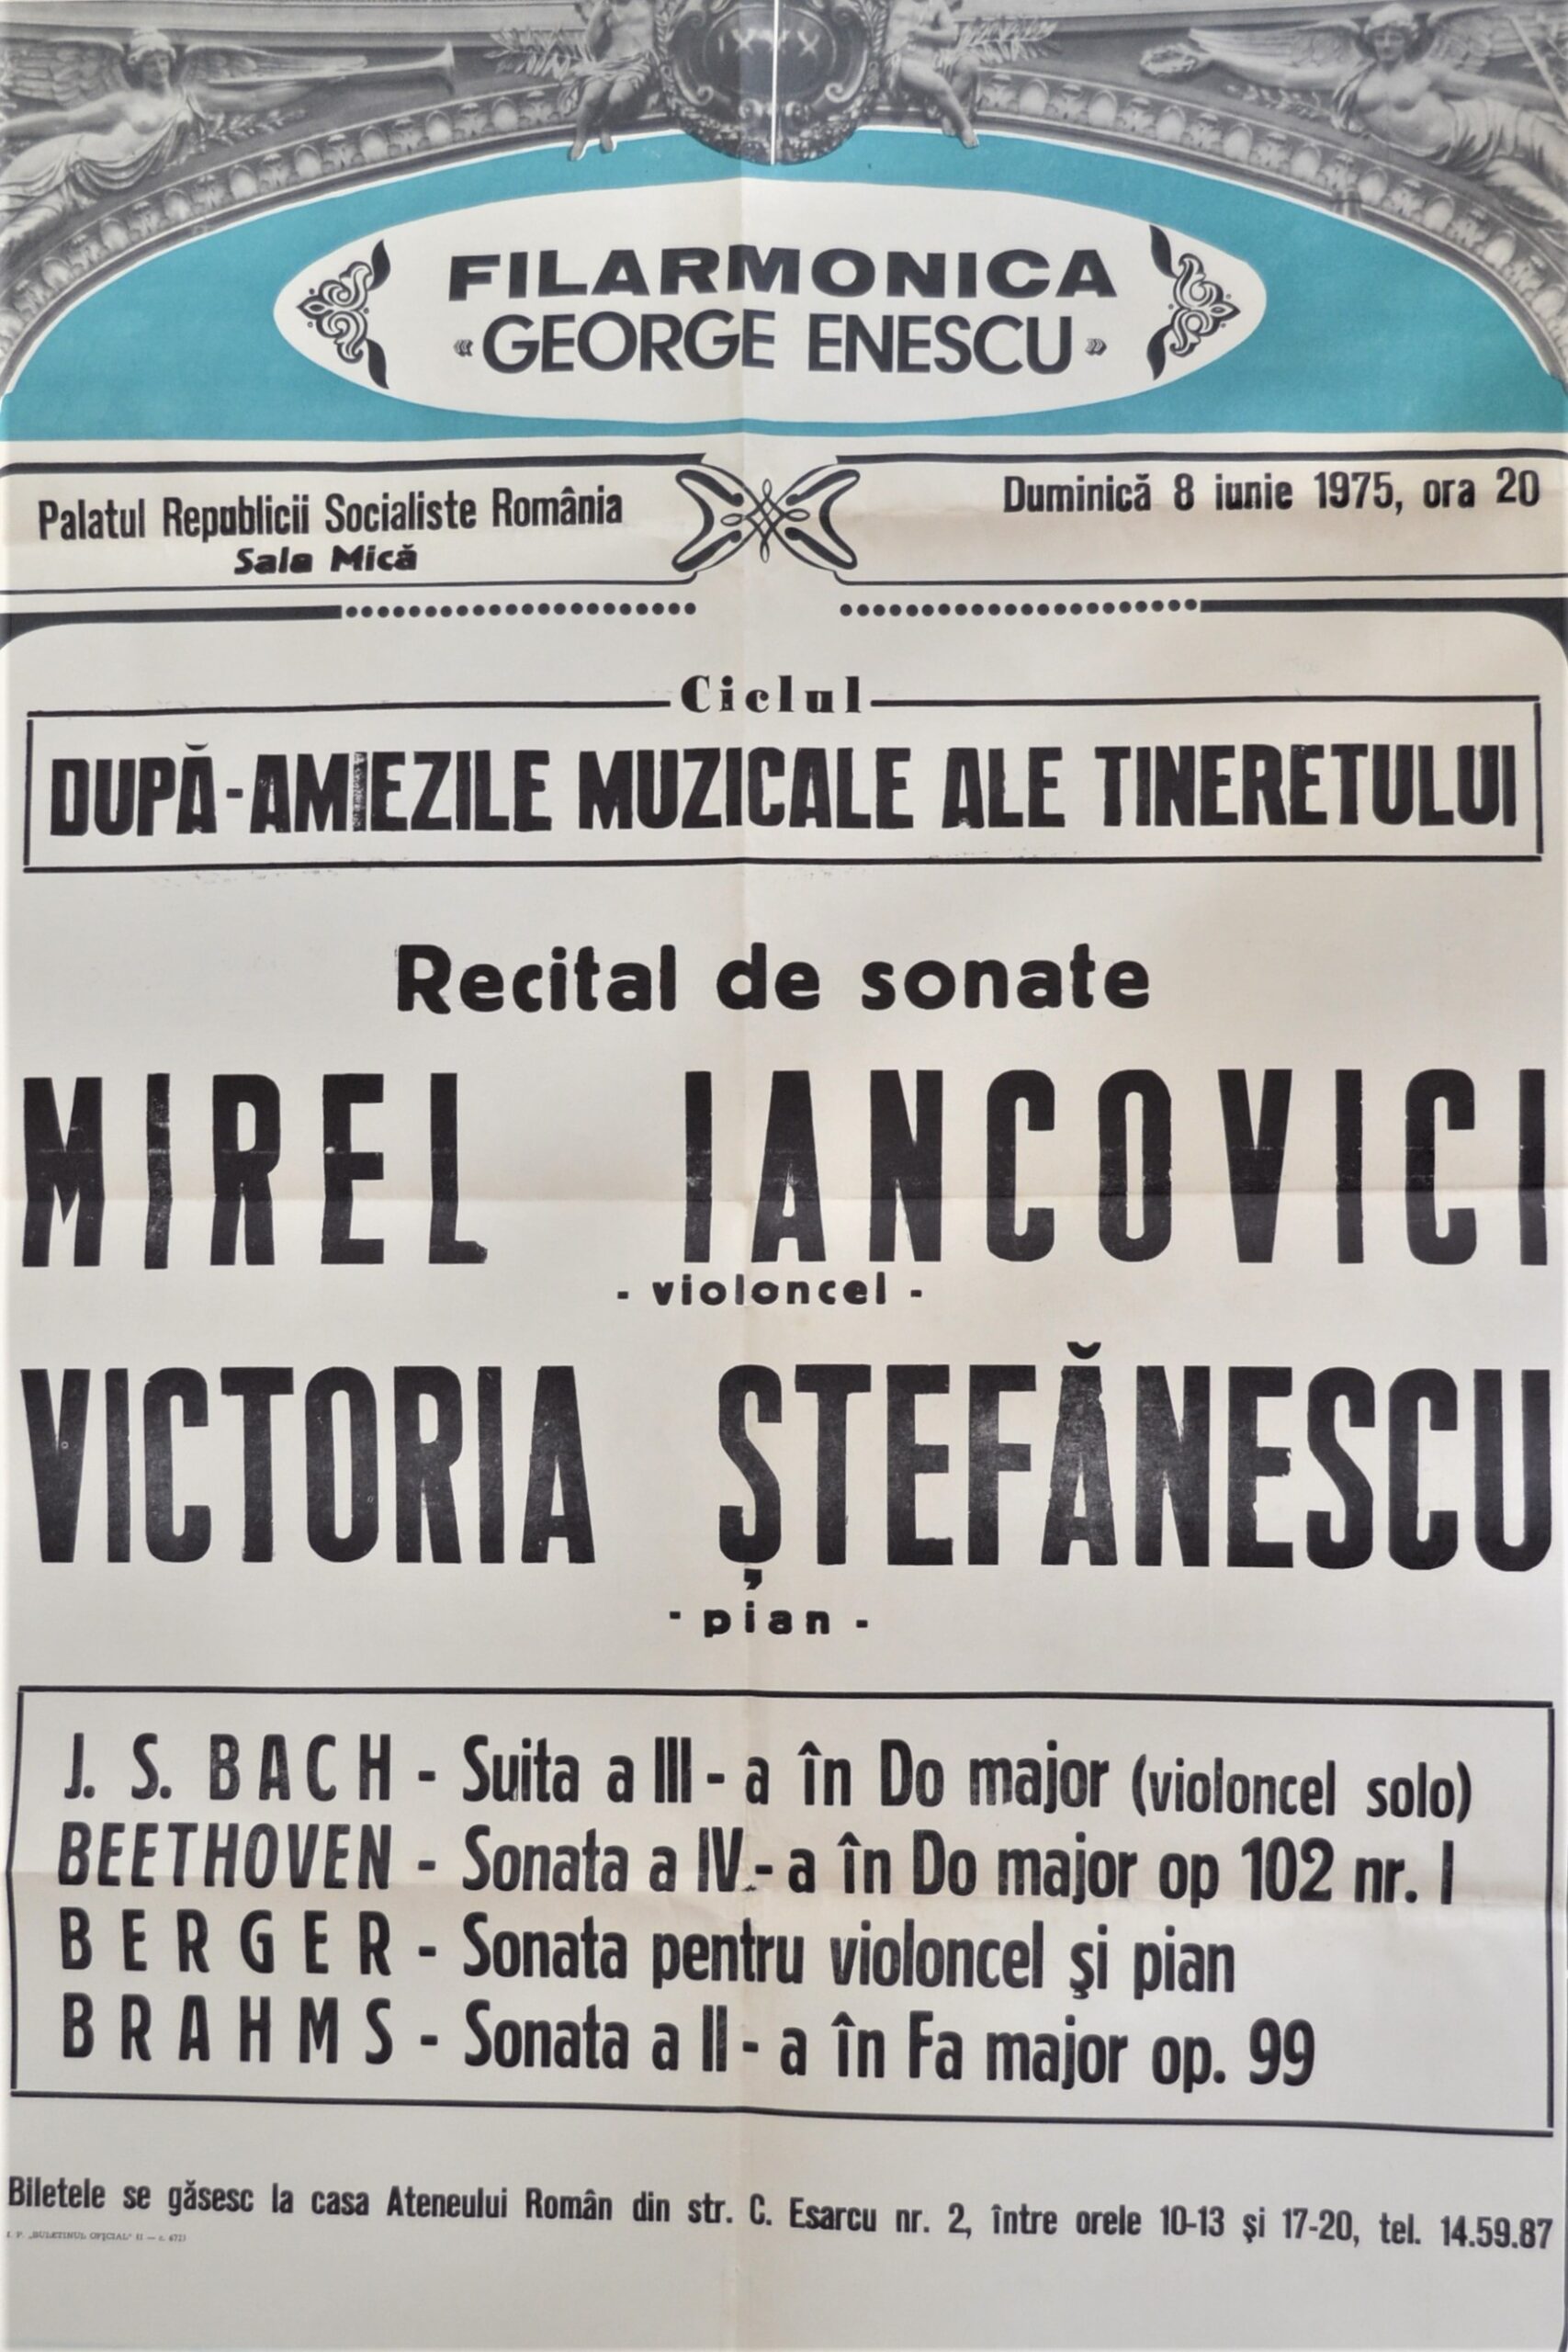 FILARMONICA
«GEORGE ENESCU»
Palatul Republicii Socialiste România
Sala Mică
Duminică 8 iunie 1975, ora 20
Ciclul
DUPĂ-AMIEZILE MUZICALE ALE TINERETULUI
Recital de sonate
MIREL IANCOVICI
- violoncel -
VICTORIA ȘTEFĂNESCU
- pian -
J. S. BACH - Suita a III - a în Do major (violoncel solo)
BEETHOVEN - Sonata a IV - a în Do major op 102 nr. I
BERGER - Sonata pentru violoncel și pian
BRAHMS - Sonata a II - a în Fa major op. 99
Biletele se găsesc la casa Ateneului Român din str. C. Esarcu nr. 2, între orele 10-13 și 17-20, tel. 14.59.87
I. P. „BULETINUL OFICIAL"